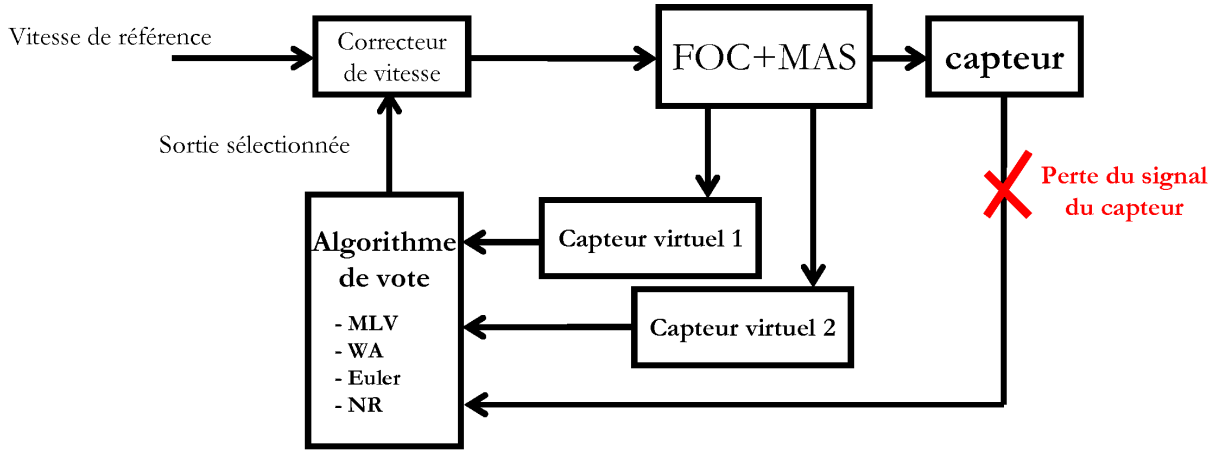 Vitesse de référence
Correcteur
de vitesse
FOC+MAS
capteur
Sortie sélectionnée
Perte du signal
du capteur
Capteur virtuel 1
Algorithme
de vote
- MLV
- WA
- Euler
- NR
Capteur virtuel 2